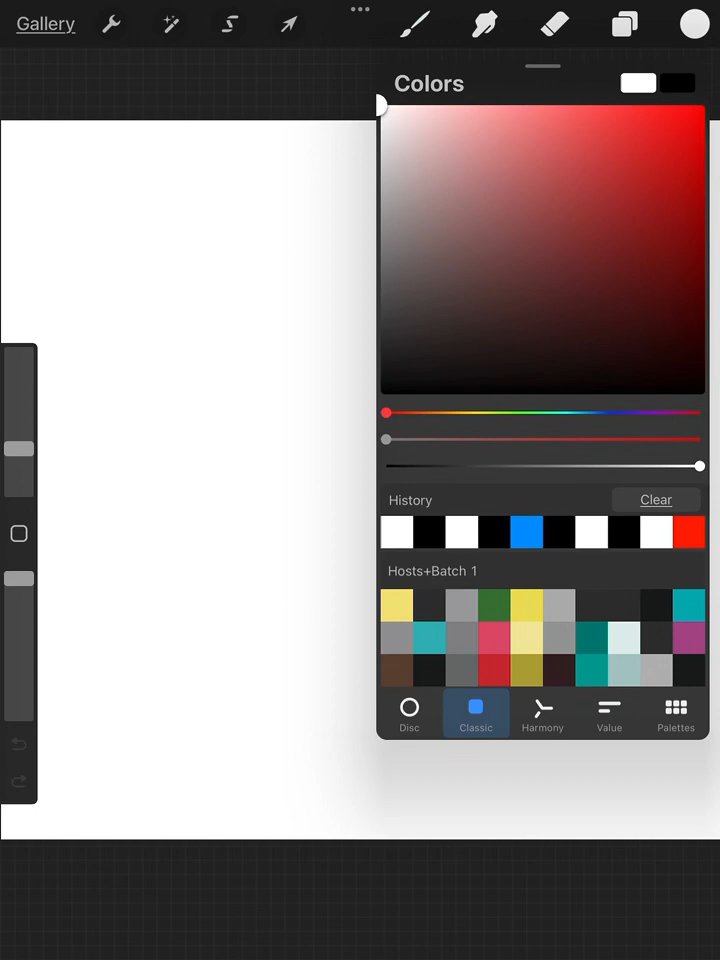 Gallery
Colors
History
Clear
Hosts+Batch 1
Disc
Classic
Harmony
Value
Palettes